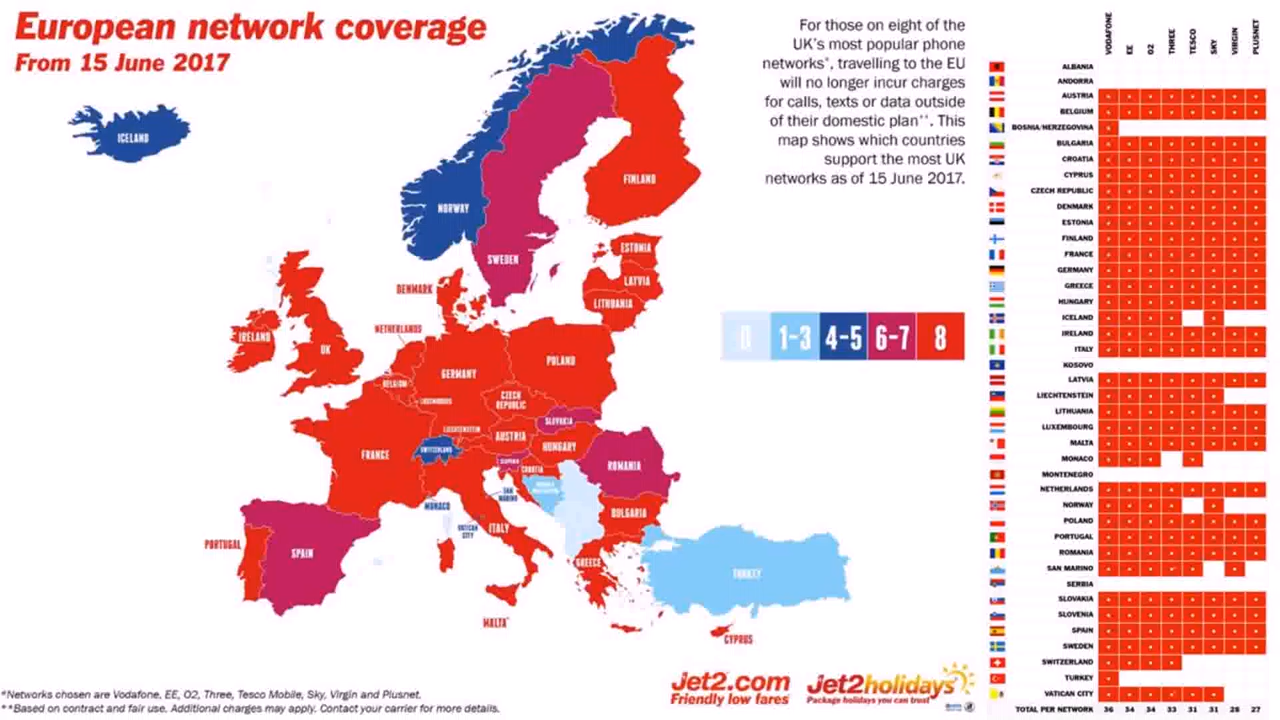 European network coverage
From 15 June 2017
For those on eight of the
UK's most popular phone
networks*, travelling to the EU
will no longer incur charges
for calls, texts or data outside
of their domestic plan**. This
map shows which countries
support the most UK
networks as of 15 June 2017.
0 1-3 4-5 6-7 8
ICELAND
NORWAY
SWEDEN
FINLAND
ESTONIA
LATVIA
LITHUANIA
DENMARK
NETHERLANDS
IRELAND
UK
BELGIUM
GERMANY
POLAND
LUXEMBOURG
CZECH
REPUBLIC
LIECHTENSTEIN
SLOVAKIA
AUSTRIA
FRANCE
SWITZERLAND
HUNGARY
SLOVENIA
CROATIA
ROMANIA
SAN
MARINO
MONACO
VATICAN
CITY
ITALY
BULGARIA
PORTUGAL
SPAIN
GREECE
TURKEY
MALTA
CYPRUS
VODAFONE EE O2 THREE TESCO SKY VIRGIN PLUSNET
ALBANIA
ANDORRA
AUSTRIA
BELGIUM
BOSNIA/HERZEGOVINA
BULGARIA
CROATIA
CYPRUS
CZECH REPUBLIC
DENMARK
ESTONIA
FINLAND
FRANCE
GERMANY
GREECE
HUNGARY
ICELAND
IRELAND
ITALY
KOSOVO
LATVIA
LIECHTENSTEIN
LITHUANIA
LUXEMBOURG
MALTA
MONACO
MONTENEGRO
NETHERLANDS
NORWAY
POLAND
PORTUGAL
ROMANIA
SAN MARINO
SERBIA
SLOVAKIA
SLOVENIA
SPAIN
SWEDEN
SWITZERLAND
TURKEY
VATICAN CITY
TOTAL PER NETWORK 36 34 34 33 31 31 28 27
*Networks chosen are Vodafone, EE, O2, Three, Tesco Mobile, Sky, Virgin and Plusnet.
**Based on contract and fair use. Additional charges may apply. Contact your carrier for more details.
Jet2.com
Friendly low fares
Jet2holidays
Package holidays you can trust